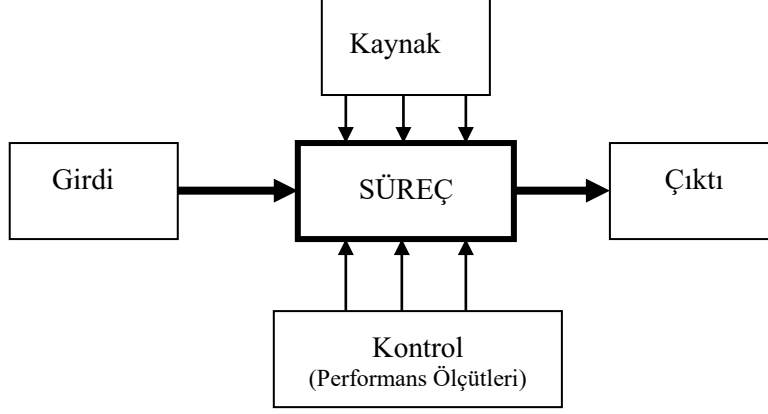 Kaynak
Girdi
SÜREÇ
Çıktı
Kontrol
(Performans Ölçütleri)